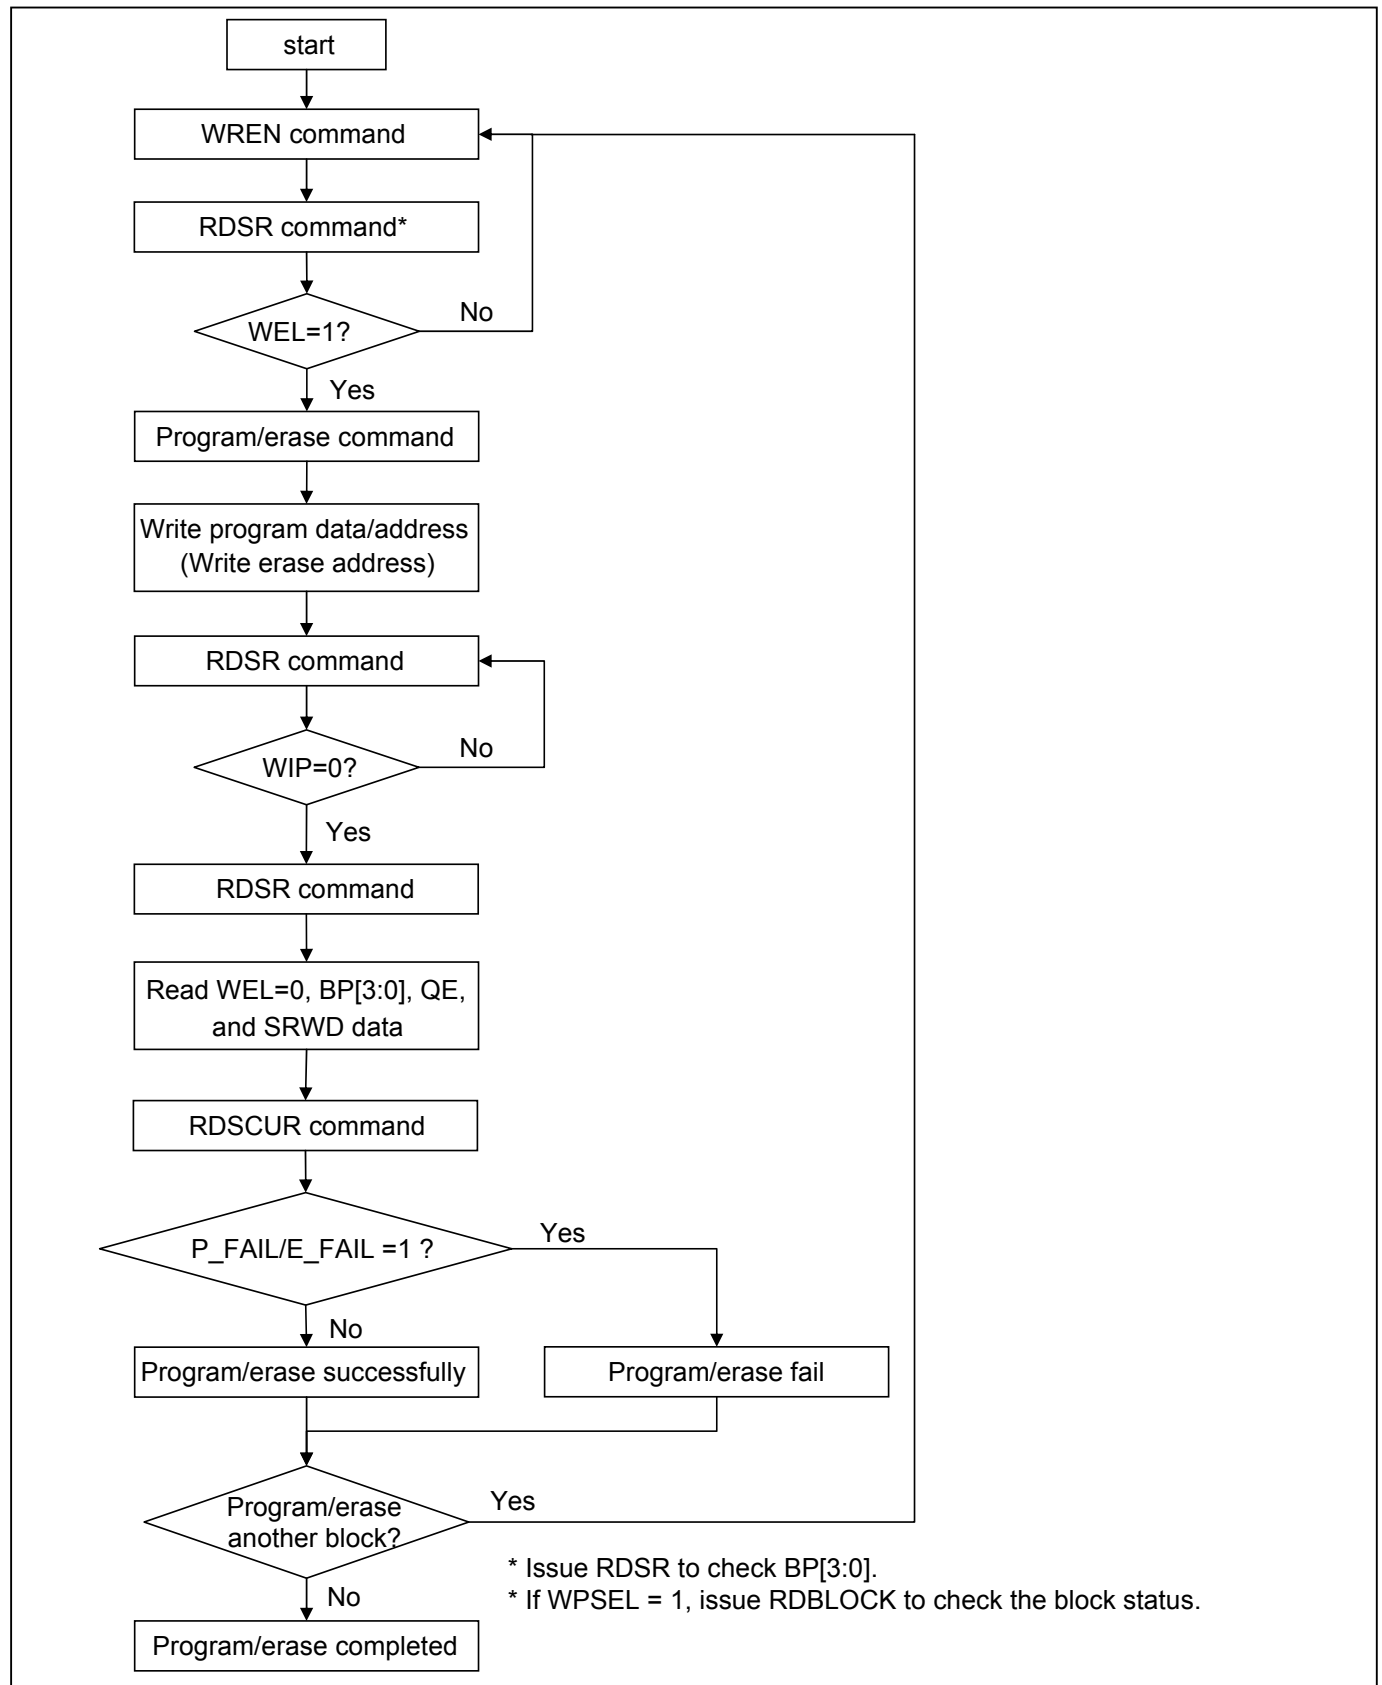 start
WREN command
RDSR command*
WEL=1?
No
Yes
Program/erase command
Write program data/address
(Write erase address)
RDSR command
WIP=0?
No
Yes
RDSR command
Read WEL=0, BP[3:0], QE,
and SRWD data
RDSCUR command
P_FAIL/E_FAIL =1 ?
Yes
No
Program/erase successfully
Program/erase fail
Program/erase
another block?
Yes
* Issue RDSR to check BP[3:0].
* If WPSEL = 1, issue RDBLOCK to check the block status.
No
Program/erase completed